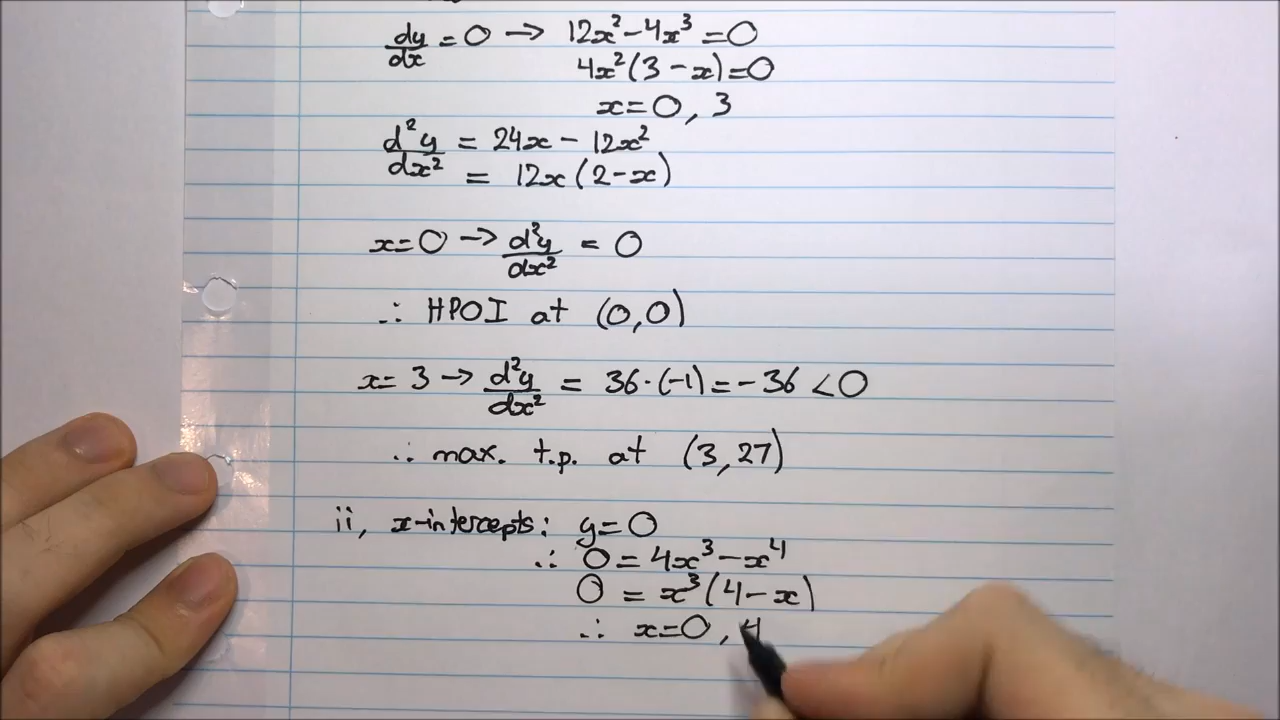 dy/dx = 0 → 12x² - 4x³ = 0
4x²(3 - x) = 0
x = 0, 3
d²y/dx² = 24x - 12x²
= 12x(2 - x)
x = 0 → d²y/dx² = 0
∴ HPOI at (0,0)
x = 3 → d²y/dx² = 36·(-1) = -36 < 0
∴ max. t.p. at (3, 27)
ii, x-intercepts: y = 0
∴ 0 = 4x³ - x⁴
0 = x³(4 - x)
∴ x = 0, 4